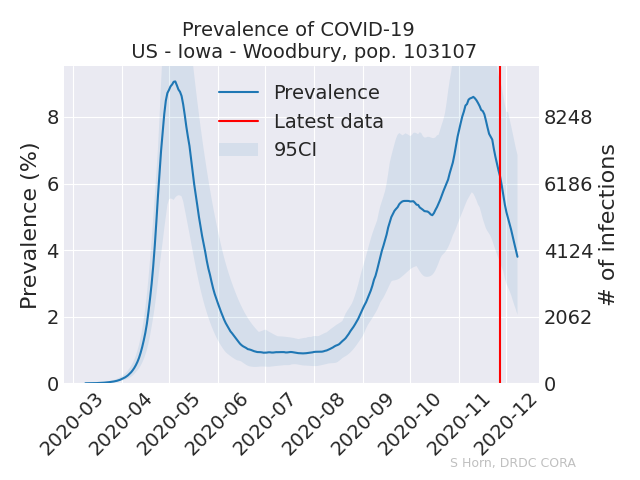 Prevalence of COVID-19
US - Iowa - Woodbury, pop. 103107
Prevalence (%)
8
6
4
2
0
Prevalence
Latest data
95CI
8248
6186
4124
2062
0
# of infections
2020-03
2020-04
2020-05
2020-06
2020-07
2020-08
2020-09
2020-10
2020-11
2020-12
S Horn, DRDC CORA